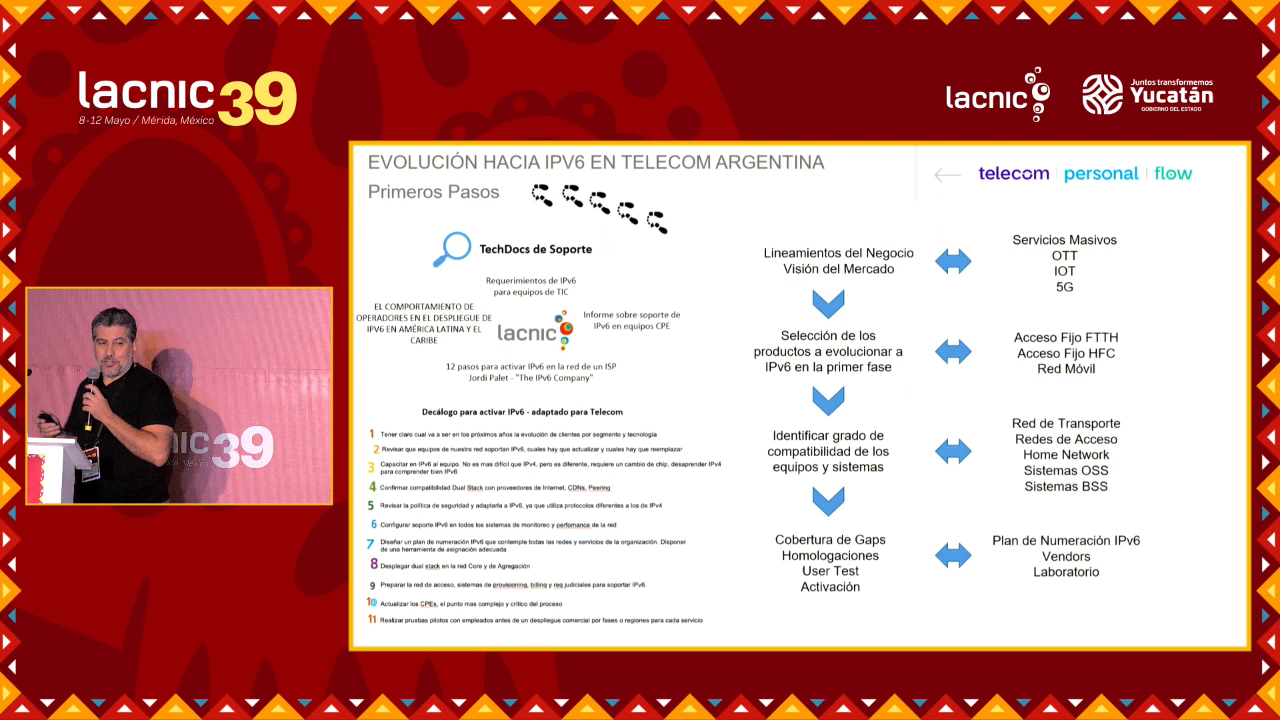 lacnic39
8-12 Mayo / Mérida, México
lacnic
Juntos transformemos
Yucatán
GOBIERNO DEL ESTADO
EVOLUCIÓN HACIA IPV6 EN TELECOM ARGENTINA
Primeros Pasos
telecom | personal | flow
TechDocs de Soporte
Requerimientos de IPv6
para equipos de TIC
EL COMPORTAMIENTO DE
OPERADORES EN EL DESPLIEGUE DE
IPV6 EN AMÉRICA LATINA Y EL
CARIBE
lacnic
Informe sobre soporte de
IPv6 en equipos CPE
12 pasos para activar IPv6 en la red de un ISP
Jordi Palet - "The IPv6 Company"
Decálogo para activar IPv6 - adaptado para Telecom
1 Tener claro cual va a ser en los próximos años la evolución de clientes por segmento y tecnología
2 Revisar que equipos de nuestra red soportan IPv6, cuales hay que actualizar y cuales hay que reemplazar
3 Capacitar en IPv6 al equipo. No es mas difícil que IPv4, pero es diferente, requiere un cambio de chip, desaprender IPv4
para comprender bien IPv6
4 Confirmar compatibilidad Dual Stack con proveedores de Internet, CDNs, Peering
5 Revisar la política de seguridad y adaptarla a IPv6, ya que utiliza protocolos diferentes a los de IPv4
6 Configurar soporte IPv6 en todos los sistemas de monitoreo y perfomance de la red
7 Diseñar un plan de numeración IPv6 que contemple todas las redes y servicios de la organización. Disponer
de una herramienta de asignación adecuada
8 Desplegar dual stack en la red Core y de Agregación
9 Preparar la red de acceso, sistemas de provisioning, billing y req judiciales para soportar IPv6.
10 Actualizar los CPEs, el punto mas complejo y crítico del proceso
11 Realizar pruebas pilotos con empleados antes de un despliegue comercial por fases o regiones para cada servicio
Lineamientos del Negocio
Visión del Mercado
Servicios Masivos
OTT
IOT
5G
Selección de los
productos a evolucionar a
IPv6 en la primer fase
Acceso Fijo FTTH
Acceso Fijo HFC
Red Móvil
Identificar grado de
compatibilidad de los
equipos y sistemas
Red de Transporte
Redes de Acceso
Home Network
Sistemas OSS
Sistemas BSS
Cobertura de Gaps
Homologaciones
User Test
Activación
Plan de Numeración IPv6
Vendors
Laboratorio
nic39
da, México